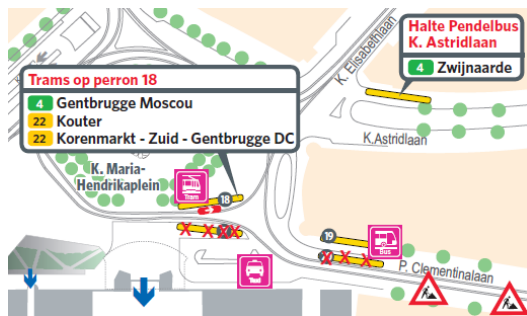 Halte Pendelbus
K. Astridlaan
4 Zwijnaarde
K. Elisabethlaan
Trams op perron 18
4 Gentbrugge Moscou
22 Kouter
22 Korenmarkt - Zuid - Gentbrugge DC
K.Astridlaan
K. Maria-
Hendrikaplein
Tram
18
19
Bus
P. Clementinalaan